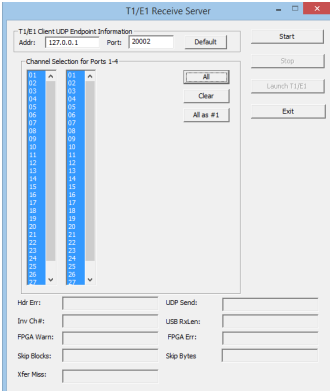 T1/E1 Receive Server
T1/E1 Client UDP Endpoint Information
Addr: 127.0.0.1 Port: 20002 Default
Start
Stop
Launch T1/E1
Exit
Channel Selection for Ports 1-4
All
Clear
All as #1
01 01
02 02
03 03
04 04
05 05
06 06
07 07
08 08
09 09
10 10
11 11
12 12
13 13
14 14
15 15
16 16
17 17
18 18
19 19
20 20
21 21
22 22
23 23
24 24
25 25
26 26
27 27
Hdr Err: UDP Send:
Inv Ch#: USB RxLen:
FPGA Warn: FPGA Err:
Skip Blocks: Skip Bytes
Xfer Miss: